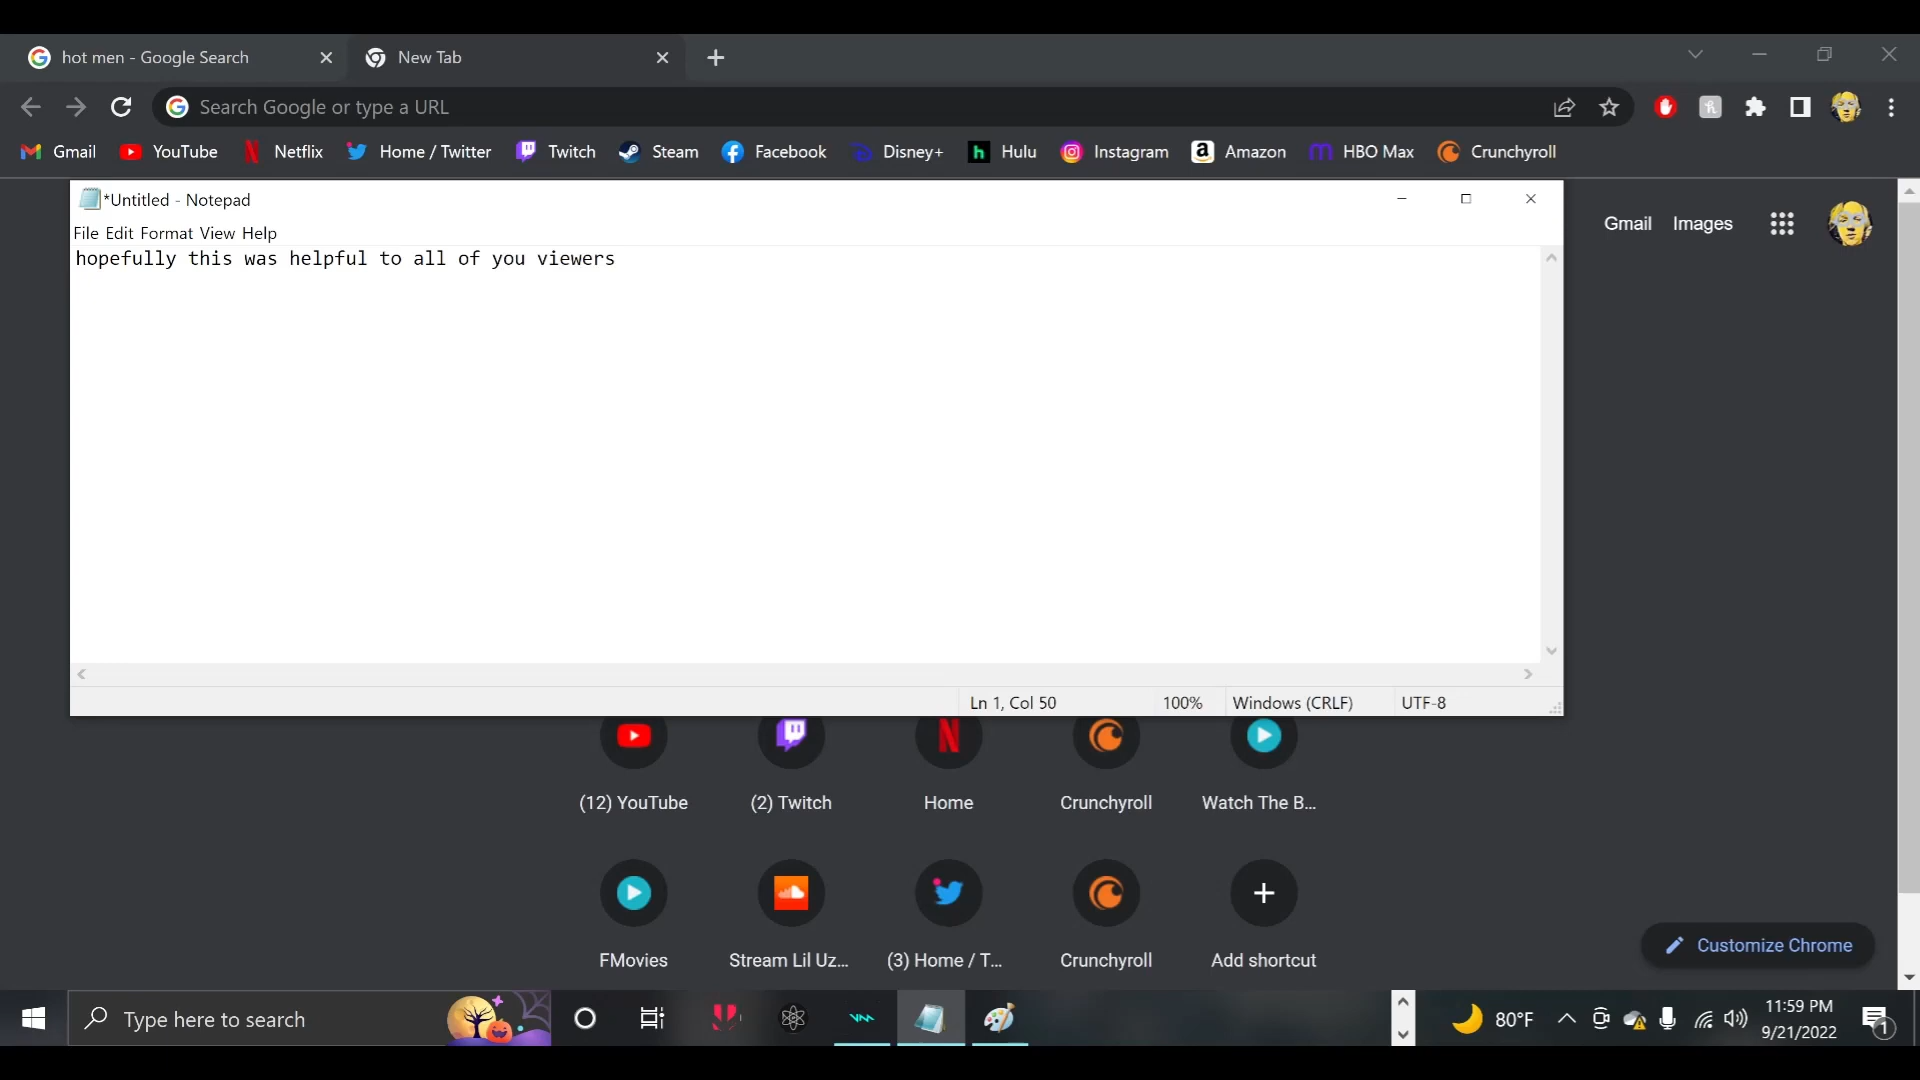 hot men - Google Search
New Tab
Search Google or type a URL
Gmail YouTube Netflix Home / Twitter Twitch Steam Facebook Disney+ Hulu Instagram Amazon HBO Max Crunchyroll
*Untitled - Notepad
File Edit Format View Help
Gmail Images
hopefully this was helpful to all of you viewers
Ln 1, Col 50 100% Windows (CRLF) UTF-8
(12) YouTube (2) Twitch Home Crunchyroll Watch The B...
FMovies Stream Lil Uz... (3) Home / T... Crunchyroll Add shortcut
Customize Chrome
Type here to search
80°F
11:59 PM
9/21/2022
1